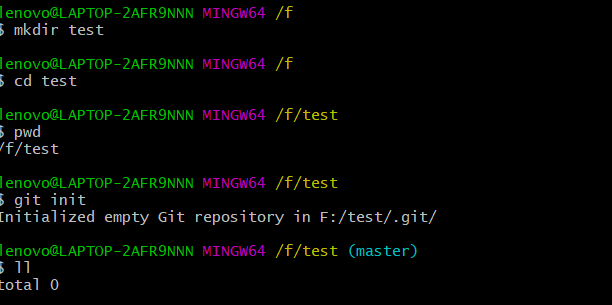 lenovo@LAPTOP-2AFR9NNN MINGW64 /f
$ mkdir test
lenovo@LAPTOP-2AFR9NNN MINGW64 /f
$ cd test
lenovo@LAPTOP-2AFR9NNN MINGW64 /f/test
$ pwd
/f/test
lenovo@LAPTOP-2AFR9NNN MINGW64 /f/test
$ git init
Initialized empty Git repository in F:/test/.git/
lenovo@LAPTOP-2AFR9NNN MINGW64 /f/test (master)
$ ll
total 0